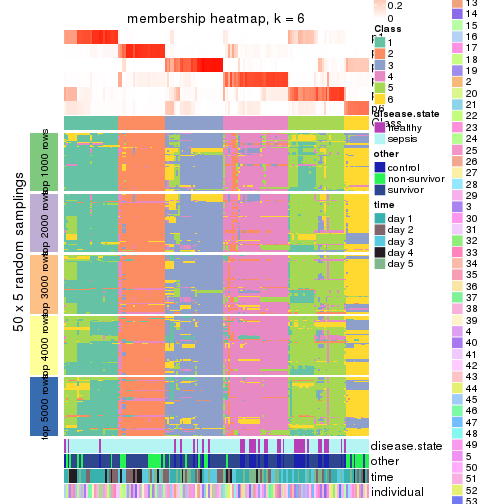 membership heatmap, k = 6
50 x 5 random samplings
top 1000 rows
top 2000 rows
top 3000 rows
top 4000 rows
top 5000 rows
disease.state
other
time
individual
0.2
0
Class
1
2
3
4
5
6
disease.state
healthy
sepsis
other
control
non-survivor
survivor
time
day 1
day 2
day 3
day 4
day 5
13
14
15
16
17
18
19
2
20
21
22
23
24
25
26
27
28
29
3
30
31
32
33
34
35
36
37
38
39
4
40
41
42
43
44
45
46
47
48
49
5
50
51
52
53